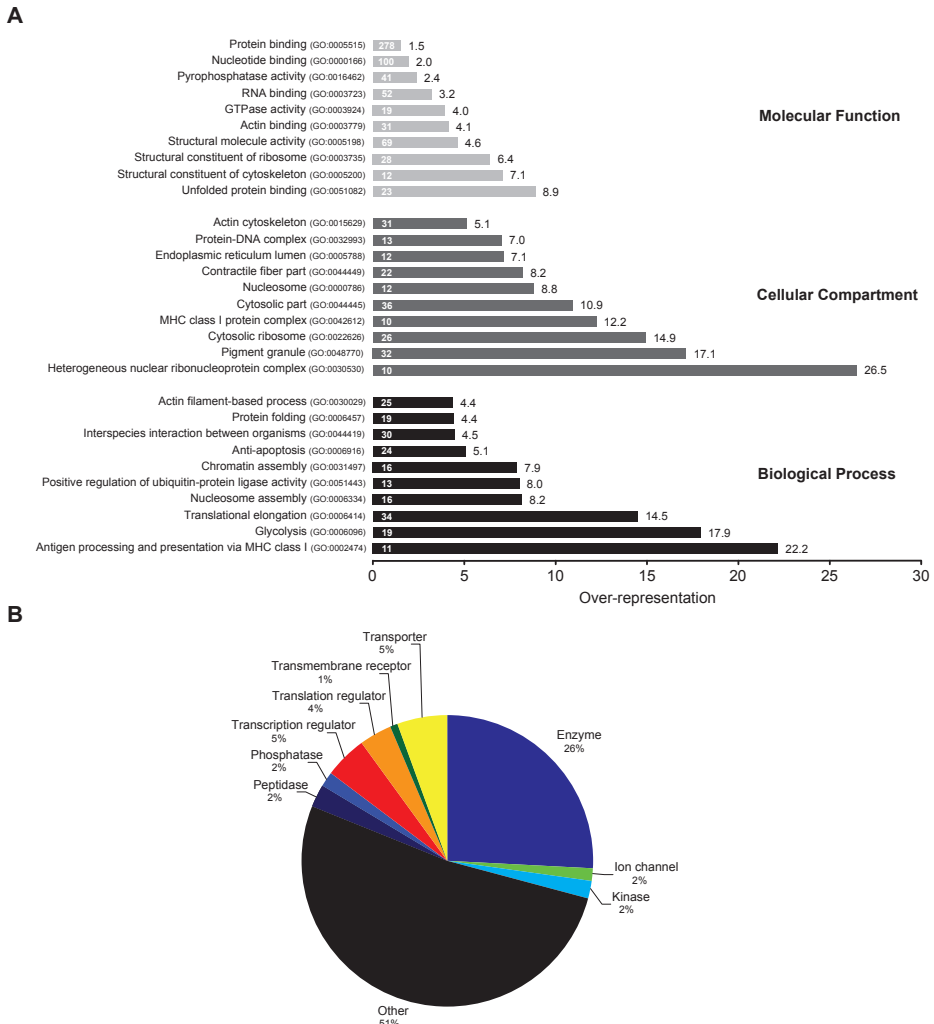 A
Protein binding (GO:0005515) 278 1.5
Nucleotide binding (GO:0000166) 100 2.0
Pyrophosphatase activity (GO:0016462) 41 2.4
RNA binding (GO:0003723) 52 3.2
GTPase activity (GO:0003924) 19 4.0
Actin binding (GO:0003779) 31 4.1
Molecular Function
Structural molecule activity (GO:0005198) 69 4.6
Structural constituent of ribosome (GO:0003735) 28 6.4
Structural constituent of cytoskeleton (GO:0005200) 12 7.1
Unfolded protein binding (GO:0051082) 23 8.9
Actin cytoskeleton (GO:0015629) 31 5.1
Protein-DNA complex (GO:0032993) 13 7.0
Endoplasmic reticulum lumen (GO:0005788) 12 7.1
Contractile fiber part (GO:0044449) 22 8.2
Nucleosome (GO:0000786) 12 8.8
Cellular Compartment
Cytosolic part (GO:0044445) 36 10.9
MHC class I protein complex (GO:0042612) 10 12.2
Cytosolic ribosome (GO:0022626) 26 14.9
Pigment granule (GO:0048770) 32 17.1
Heterogeneous nuclear ribonucleoprotein complex (GO:0030530) 10 26.5
Actin filament-based process (GO:0030029) 25 4.4
Protein folding (GO:0006457) 19 4.4
Interspecies interaction between organisms (GO:0044419) 30 4.5
Anti-apoptosis (GO:0006916) 24 5.1
Chromatin assembly (GO:0031497) 16 7.9
Biological Process
Positive regulation of ubiquitin-protein ligase activity (GO:0051443) 13 8.0
Nucleosome assembly (GO:0006334) 16 8.2
Translational elongation (GO:0006414) 34 14.5
Glycolysis (GO:0006096) 19 17.9
Antigen processing and presentation via MHC class I (GO:0002474) 11 22.2
0 5 10 15 20 25 30
Over-representation
B
Transporter
5%
Transmembrane receptor
1%
Translation regulator
4%
Transcription regulator
5%
Phosphatase
2%
Peptidase
2%
Enzyme
26%
Ion channel
2%
Kinase
2%
Other
51%